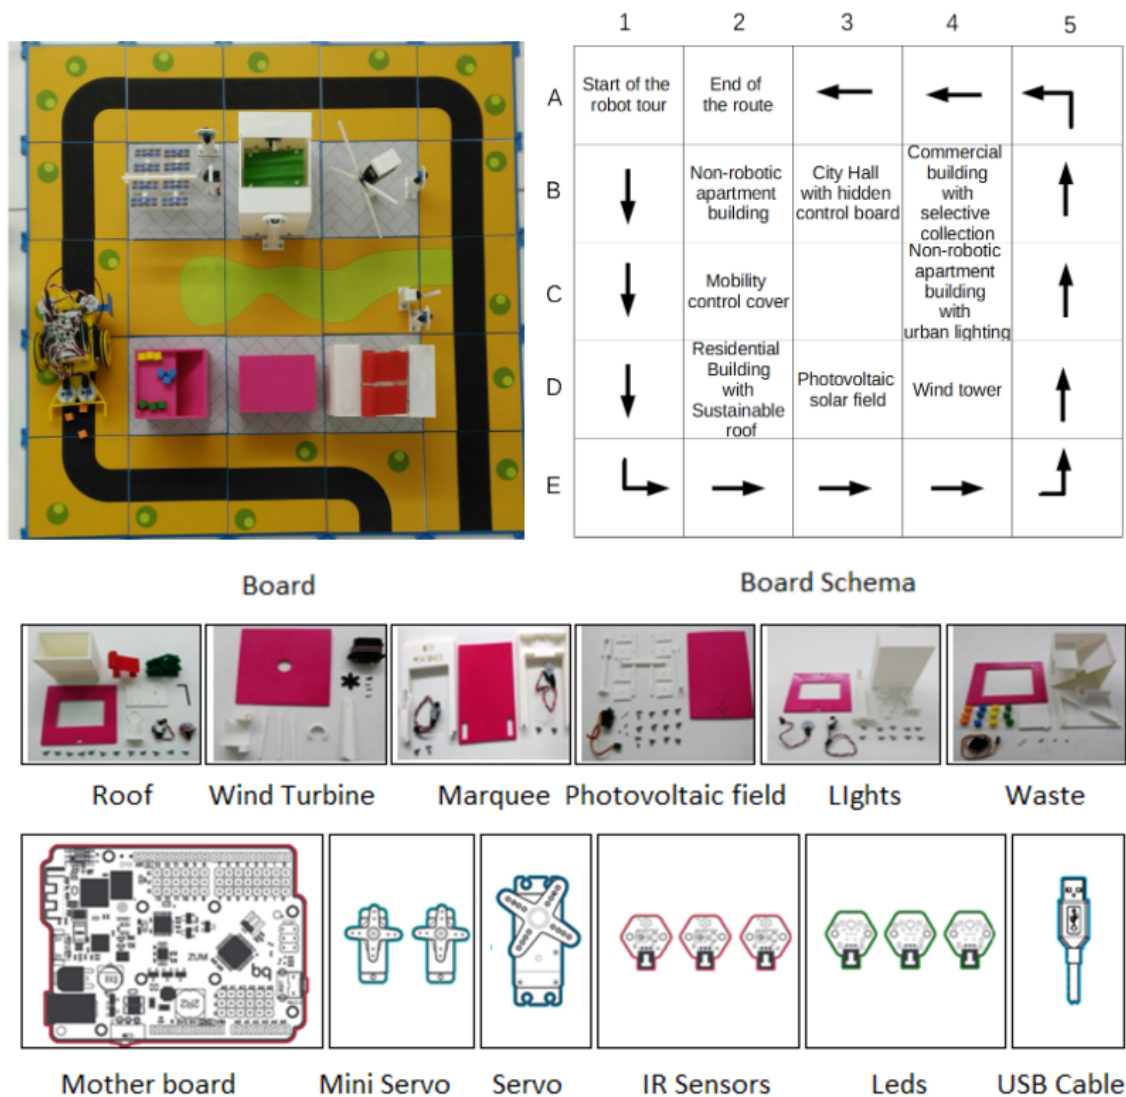 1 2 3 4 5
A
Start of the
robot tour
End of
the route
B
Non-robotic
apartment
building
City Hall
with hidden
control board
Commercial
building
with
selective
collection
C
Mobility
control cover
Non-robotic
apartment
building
with
urban lighting
D
Residential
Building
with
Sustainable
roof
Photovoltaic
solar field
Wind tower
E
Board
Board Schema
Roof
Wind Turbine
Marquee
Photovoltaic field
LIghts
Waste
ZUM
bq
Mother board
Mini Servo
Servo
IR Sensors
Leds
USB Cable